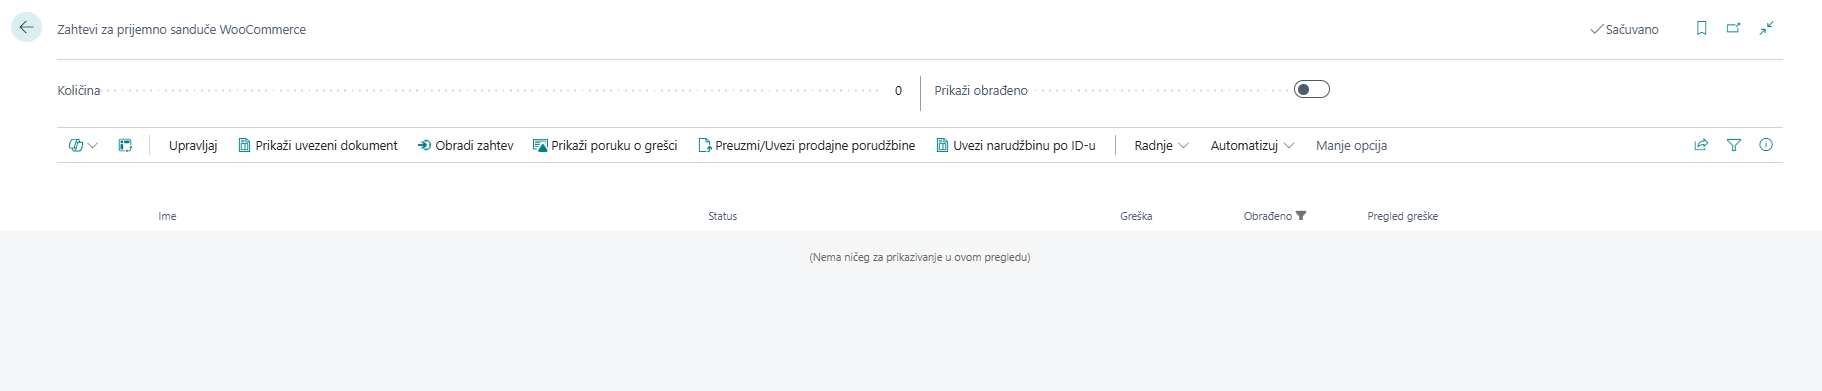 Zahtevi za prijemno sanduče WooCommerce
Sačuvano
Količina 0 Prikaži obrađeno
Upravljaj Prikaži uvezeni dokument Obradi zahtev Prikaži poruku o grešci Preuzmi/Uvezi prodajne porudžbine Uvezi narudžbinu po ID-u Radnje Automatizuj Manje opcija
Ime Status Greška Obrađeno Pregled greške
(Nema ničeg za prikazivanje u ovom pregledu)